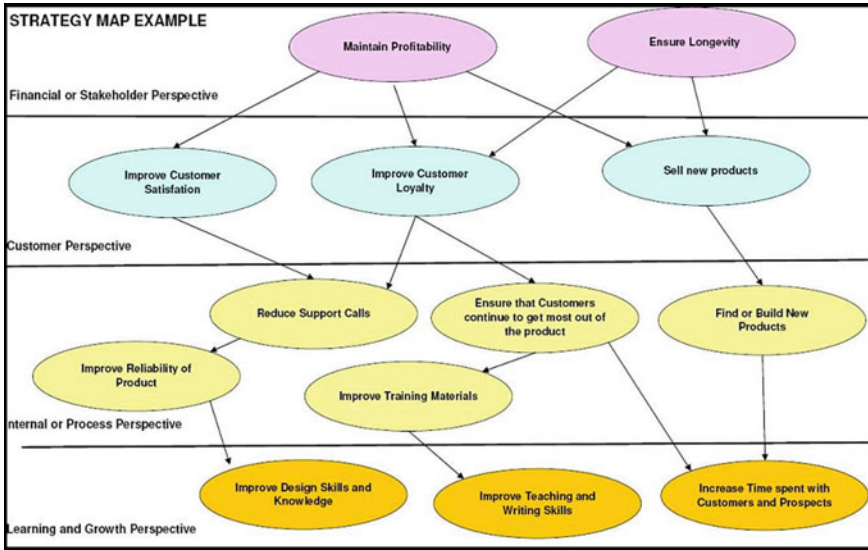 STRATEGY MAP EXAMPLE
Maintain Profitability
Ensure Longevity
Financial or Stakeholder Perspective
Improve Customer
Satisfation
Improve Customer
Loyalty
Sell new products
Customer Perspective
Reduce Support Calls
Ensure that Customers
continue to get most out of
the product
Find or Build New
Products
Improve Reliability of
Product
Improve Training Materials
nternal or Process Perspective
Improve Design Skills and
Knowledge
Improve Teaching and
Writing Skills
Increase Time spent with
Customers and Prospects
Learning and Growth Perspective